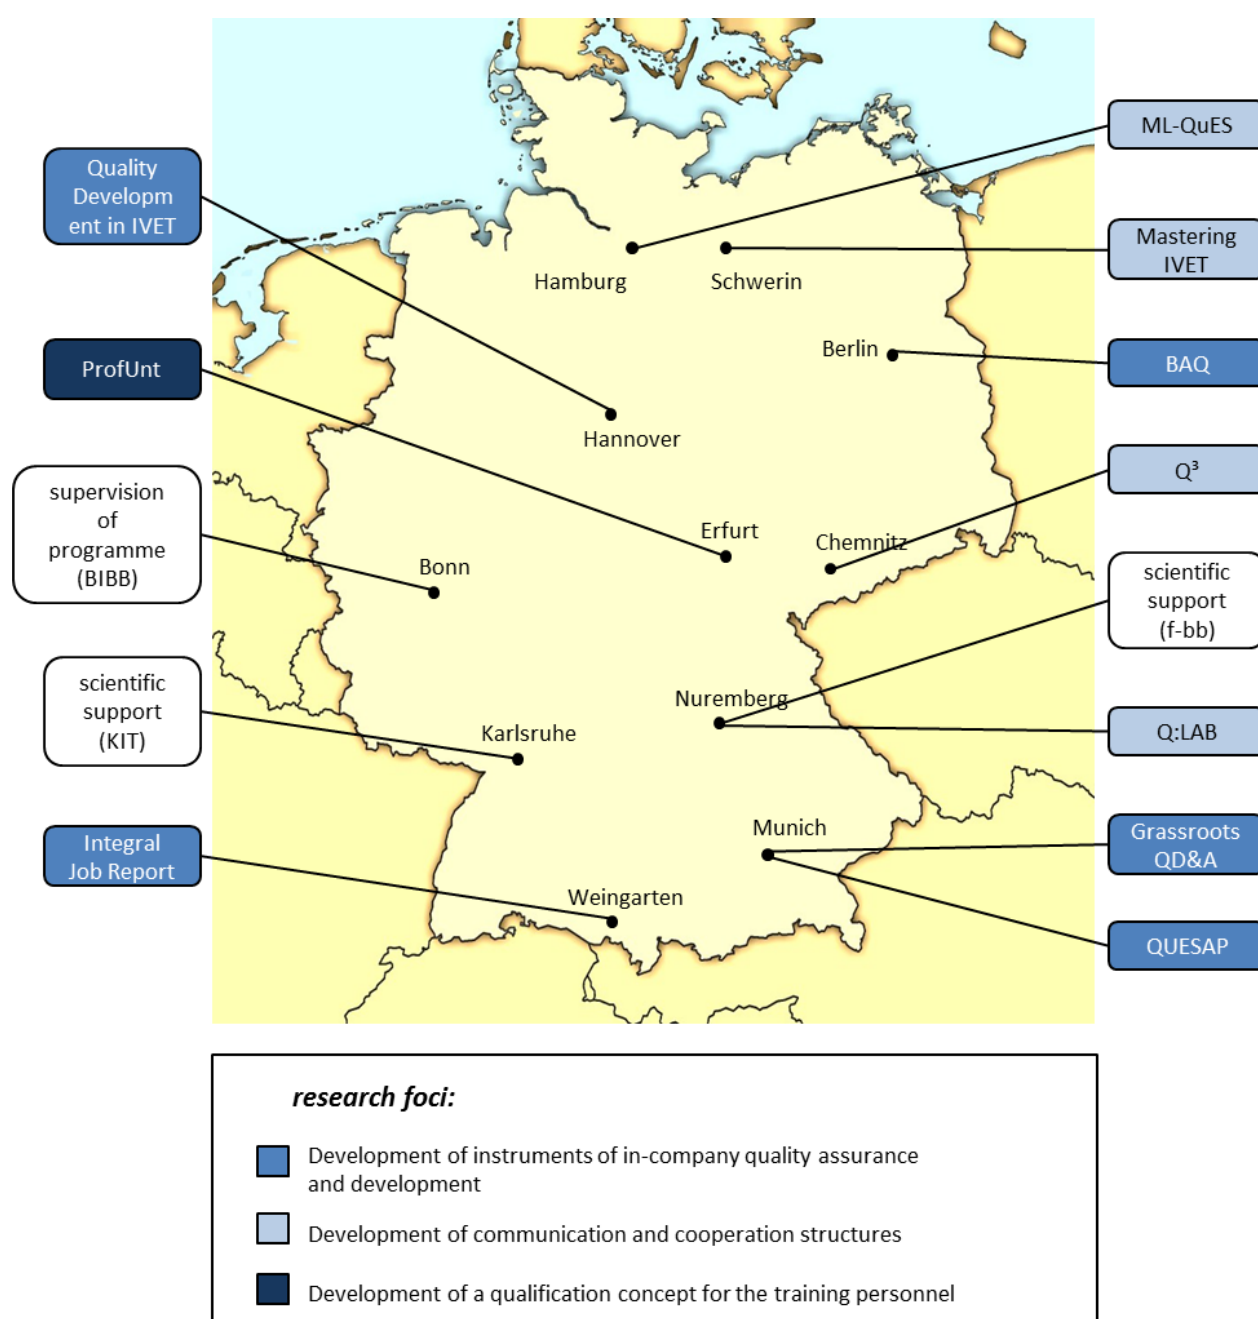 ML-QuES
Quality
Developm
ent in IVET
Mastering
IVET
Hamburg
Schwerin
Berlin
BAQ
ProfUnt
Hannover
Q³
supervision
of
programme
(BIBB)
Erfurt
Chemnitz
Bonn
scientific
support
(f-bb)
scientific
support
(KIT)
Nuremberg
Karlsruhe
Q:LAB
Integral
Job Report
Munich
Grassroots
QD&A
Weingarten
QUESAP
research foci:
Development of instruments of in-company quality assurance
and development
Development of communication and cooperation structures
Development of a qualification concept for the training personnel